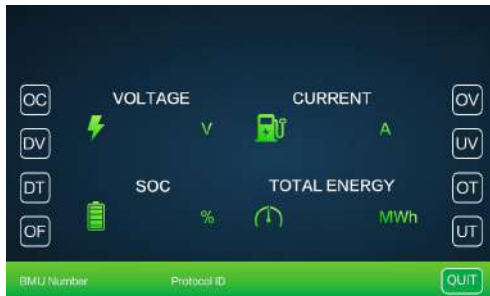 OC
VOLTAGE
CURRENT
OV
V
A
DV
UV
DT
SOC
TOTAL ENERGY
OT
OF
%
MWh
UT
BMU Number
Protocol ID
QUIT